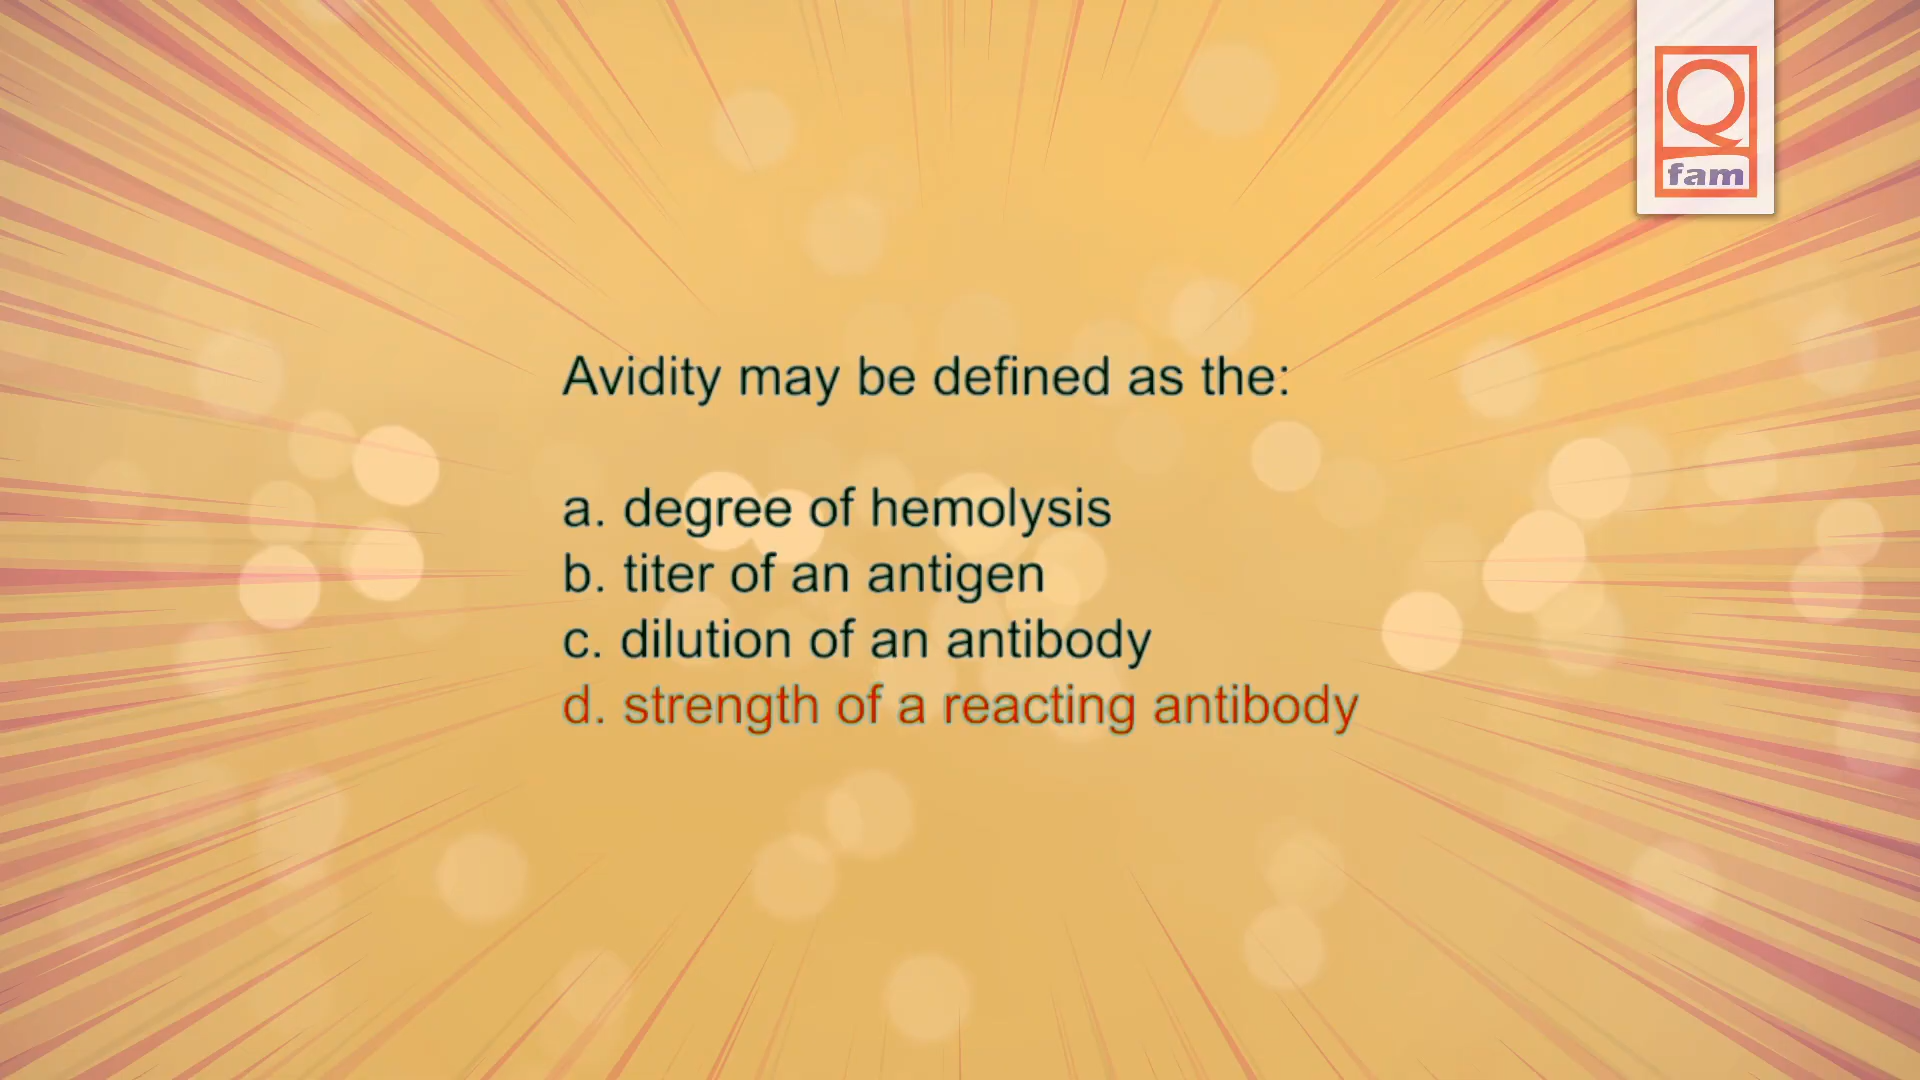 Q
fam
Avidity may be defined as the:
a. degree of hemolysis
b. titer of an antigen
c. dilution of an antibody
d. strength of a reacting antibody